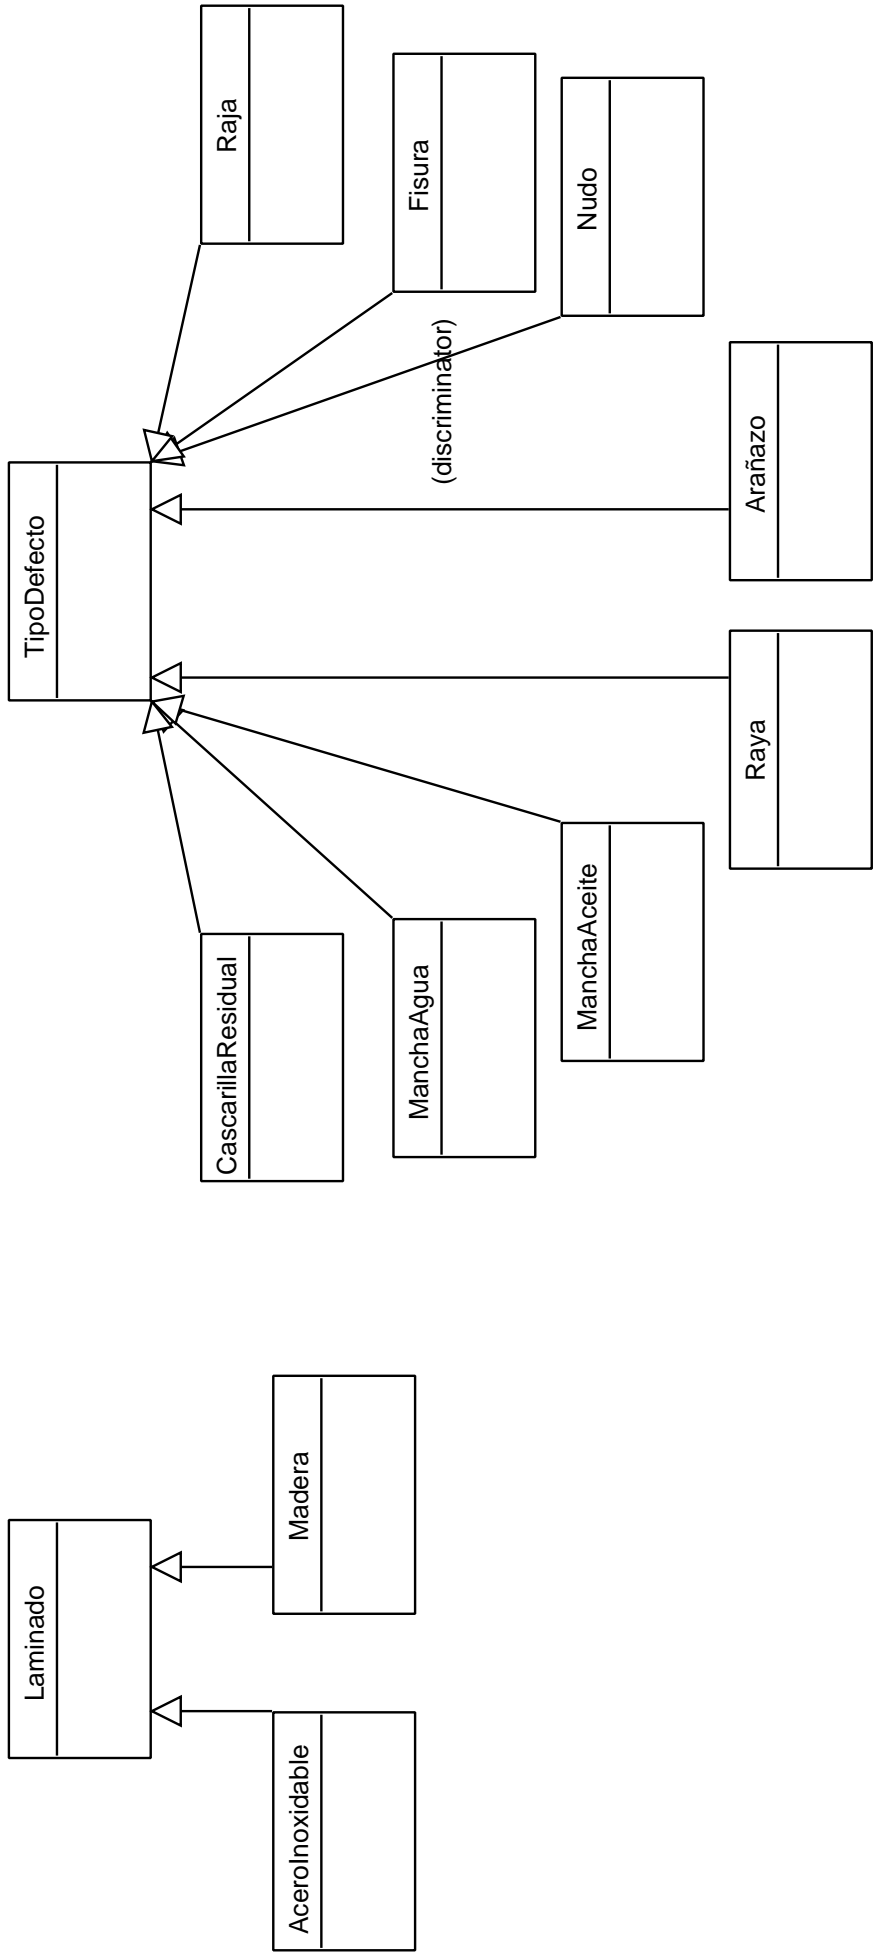 Laminado
TipoDefecto
AceroInoxidable
Madera
CascarillaResidual
Raja
ManchaAgua
Fisura
(discriminator)
ManchaAceite
Nudo
Raya
Arañazo